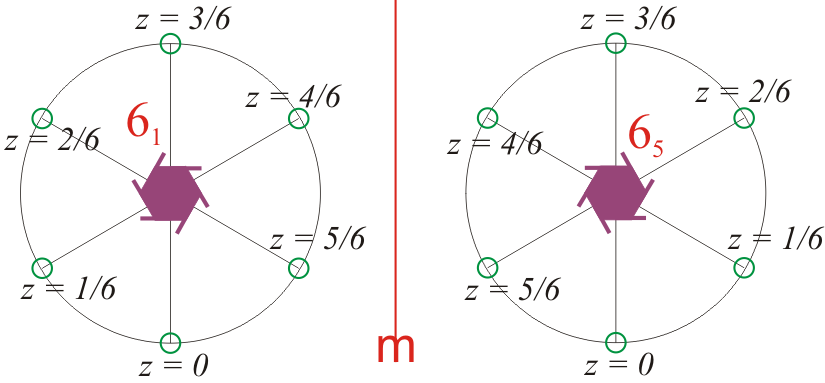 z = 3/6
z = 4/6
6₁
z = 2/6
z = 5/6
z = 1/6
z = 0
m
z = 3/6
z = 2/6
6₅
z = 4/6
z = 1/6
z = 5/6
z = 0